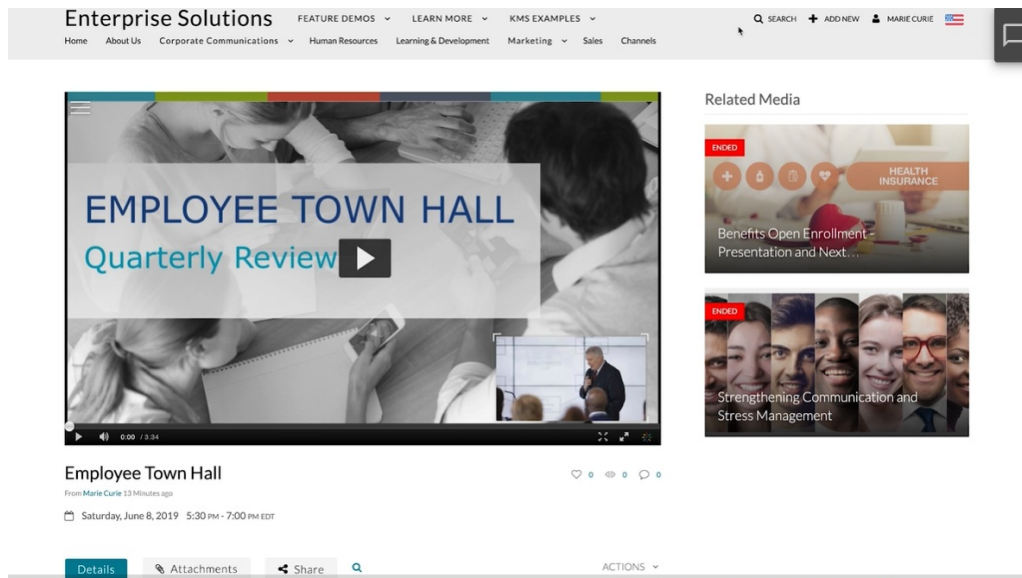 Enterprise Solutions FEATURE DEMOS LEARN MORE KMS EXAMPLES SEARCH ADD NEW MARIE CURIE
Home About Us Corporate Communications Human Resources Learning & Development Marketing Sales Channels
EMPLOYEE TOWN HALL
Quarterly Review
0:00 / 3:34
Employee Town Hall
0 0 0
From Marie Curie 13 Minutes ago
Saturday, June 8, 2019 5:30 PM - 7:00 PM EDT
Details Attachments Share ACTIONS
Related Media
ENDED
HEALTH
INSURANCE
Benefits Open Enrollment -
Presentation and Next...
ENDED
Strengthening Communication and
Stress Management